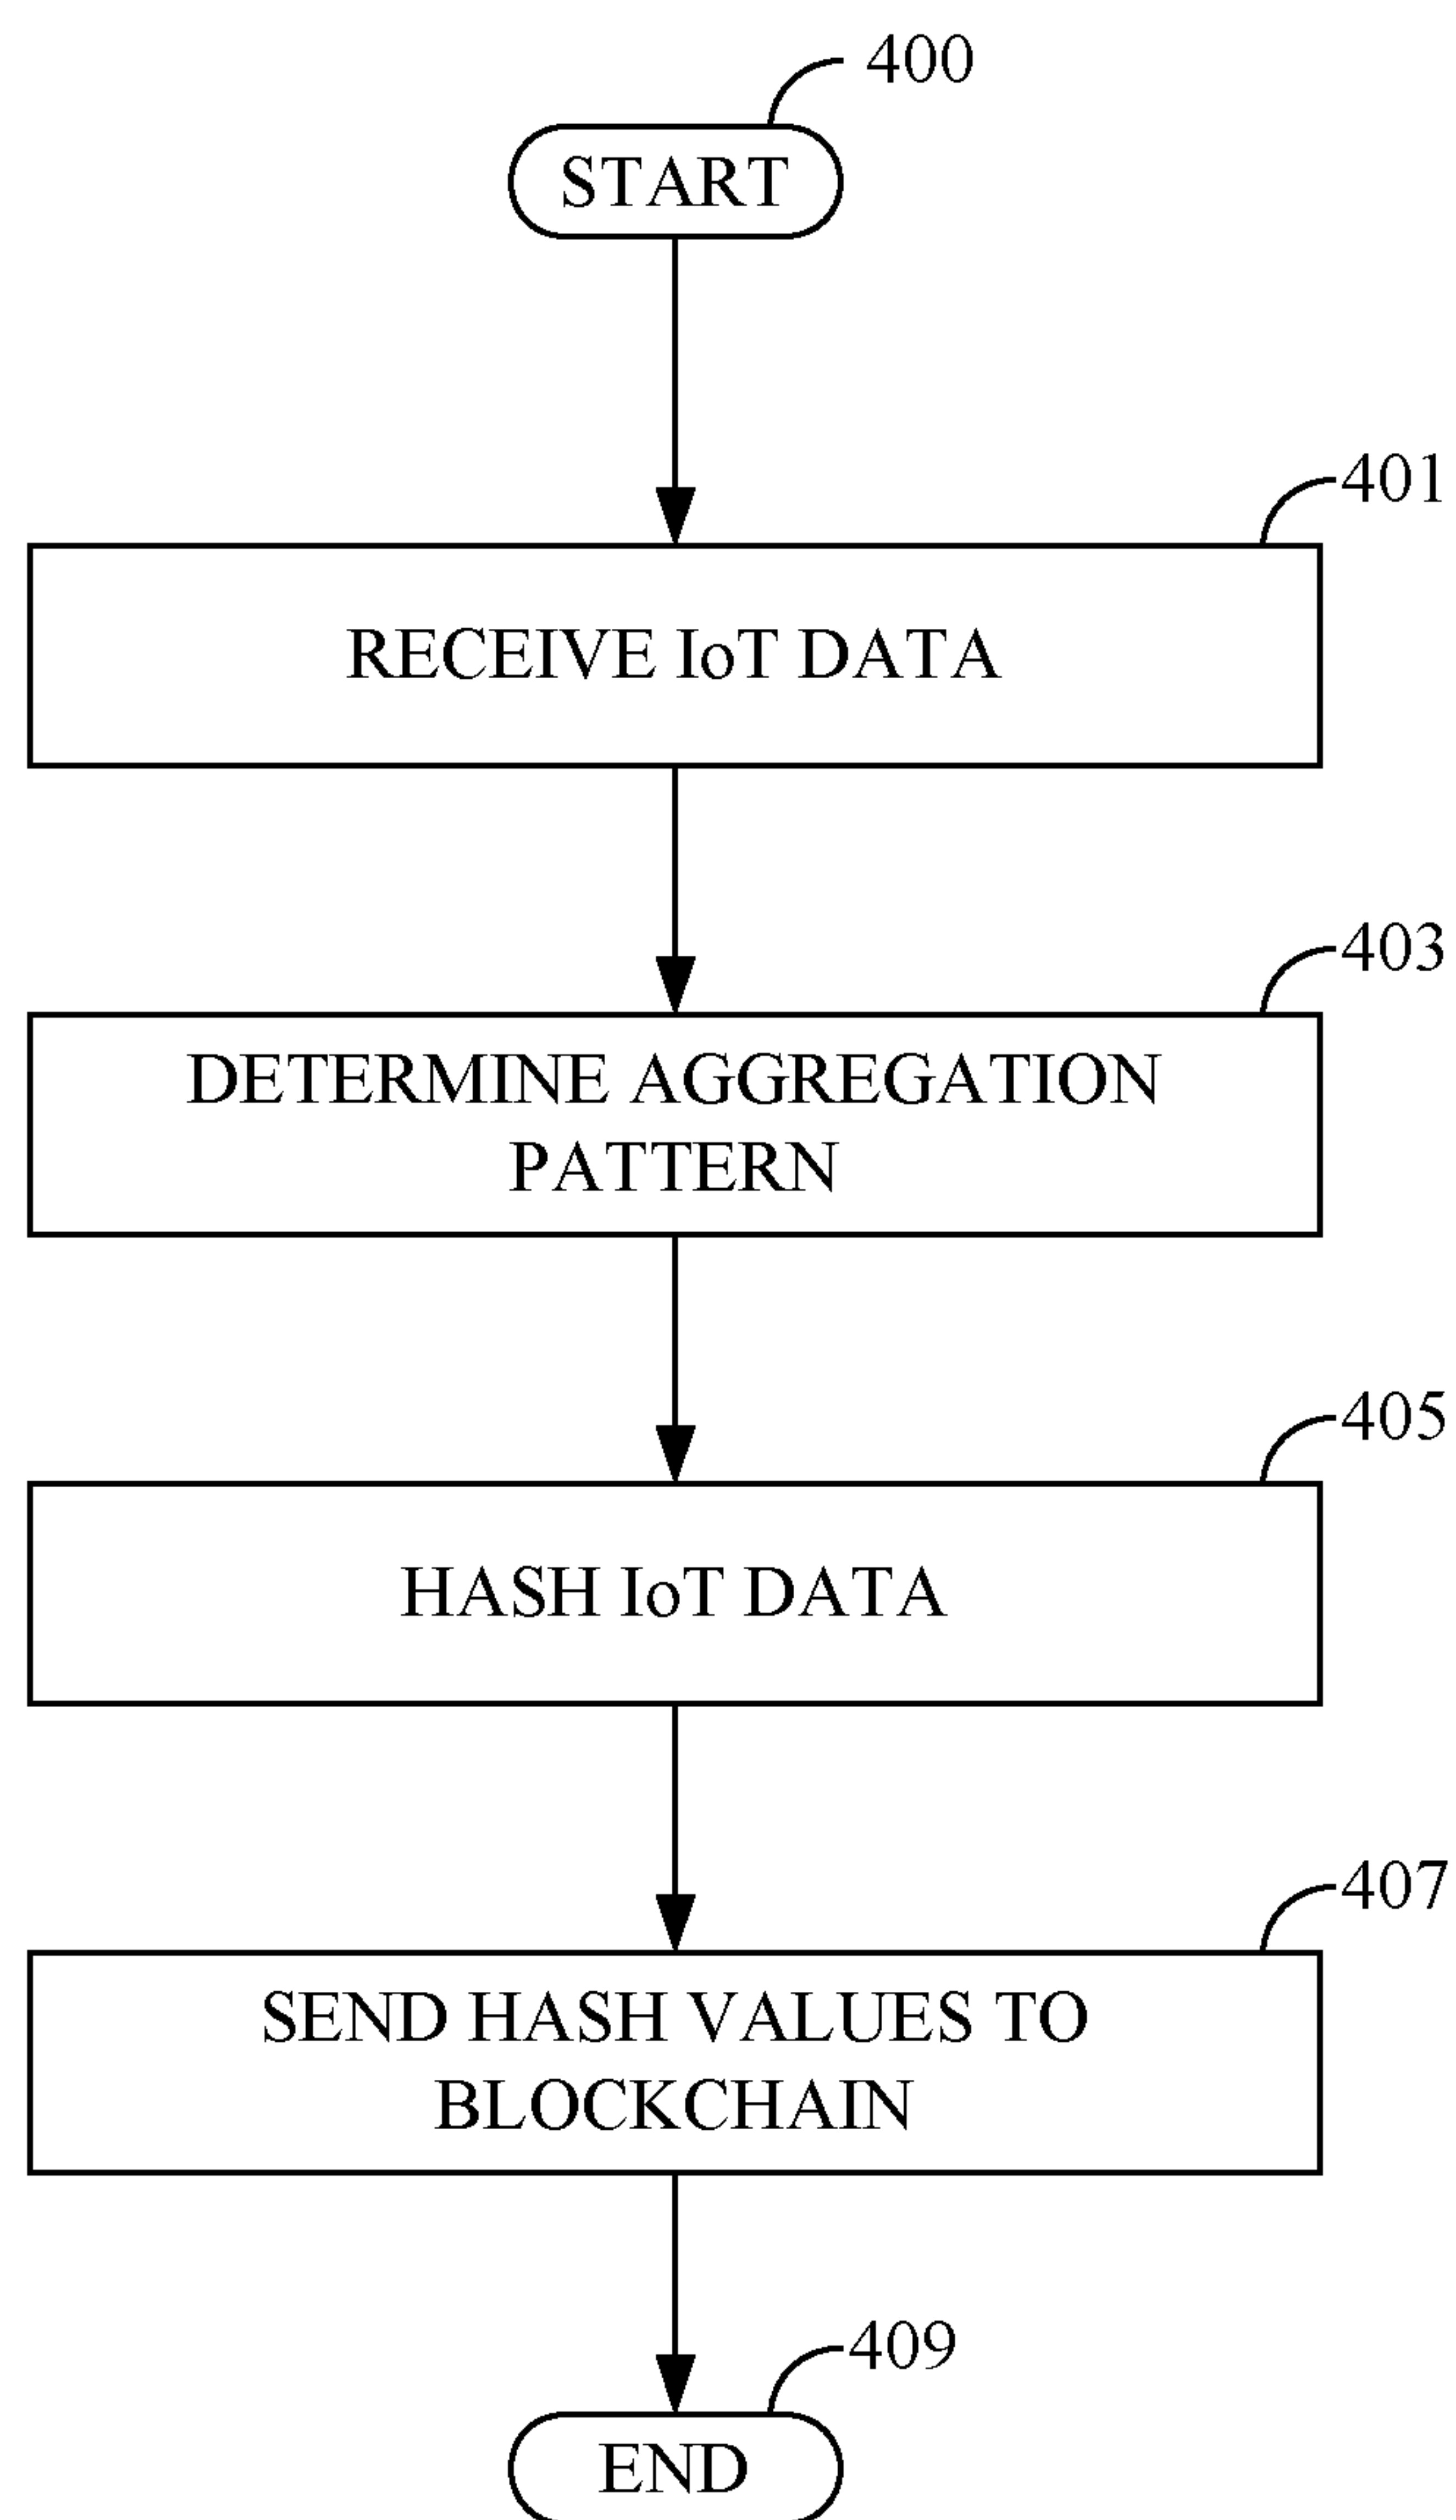 400
START
401
RECEIVE IoT DATA
403
DETERMINE AGGREGATION
PATTERN
405
HASH IoT DATA
407
SEND HASH VALUES TO
BLOCKCHAIN
409
END